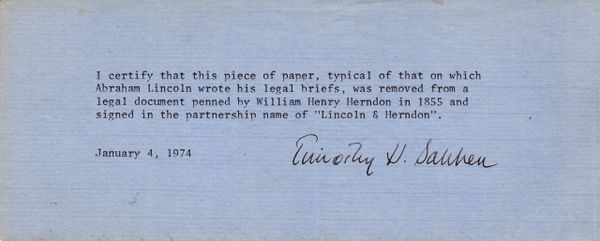 I certify that this piece of paper, typical of that on which
Abraham Lincoln wrote his legal briefs, was removed from a
legal document penned by William Henry Herndon in 1855 and
signed in the partnership name of "Lincoln & Herndon".
January 4, 1974
Timothy H.